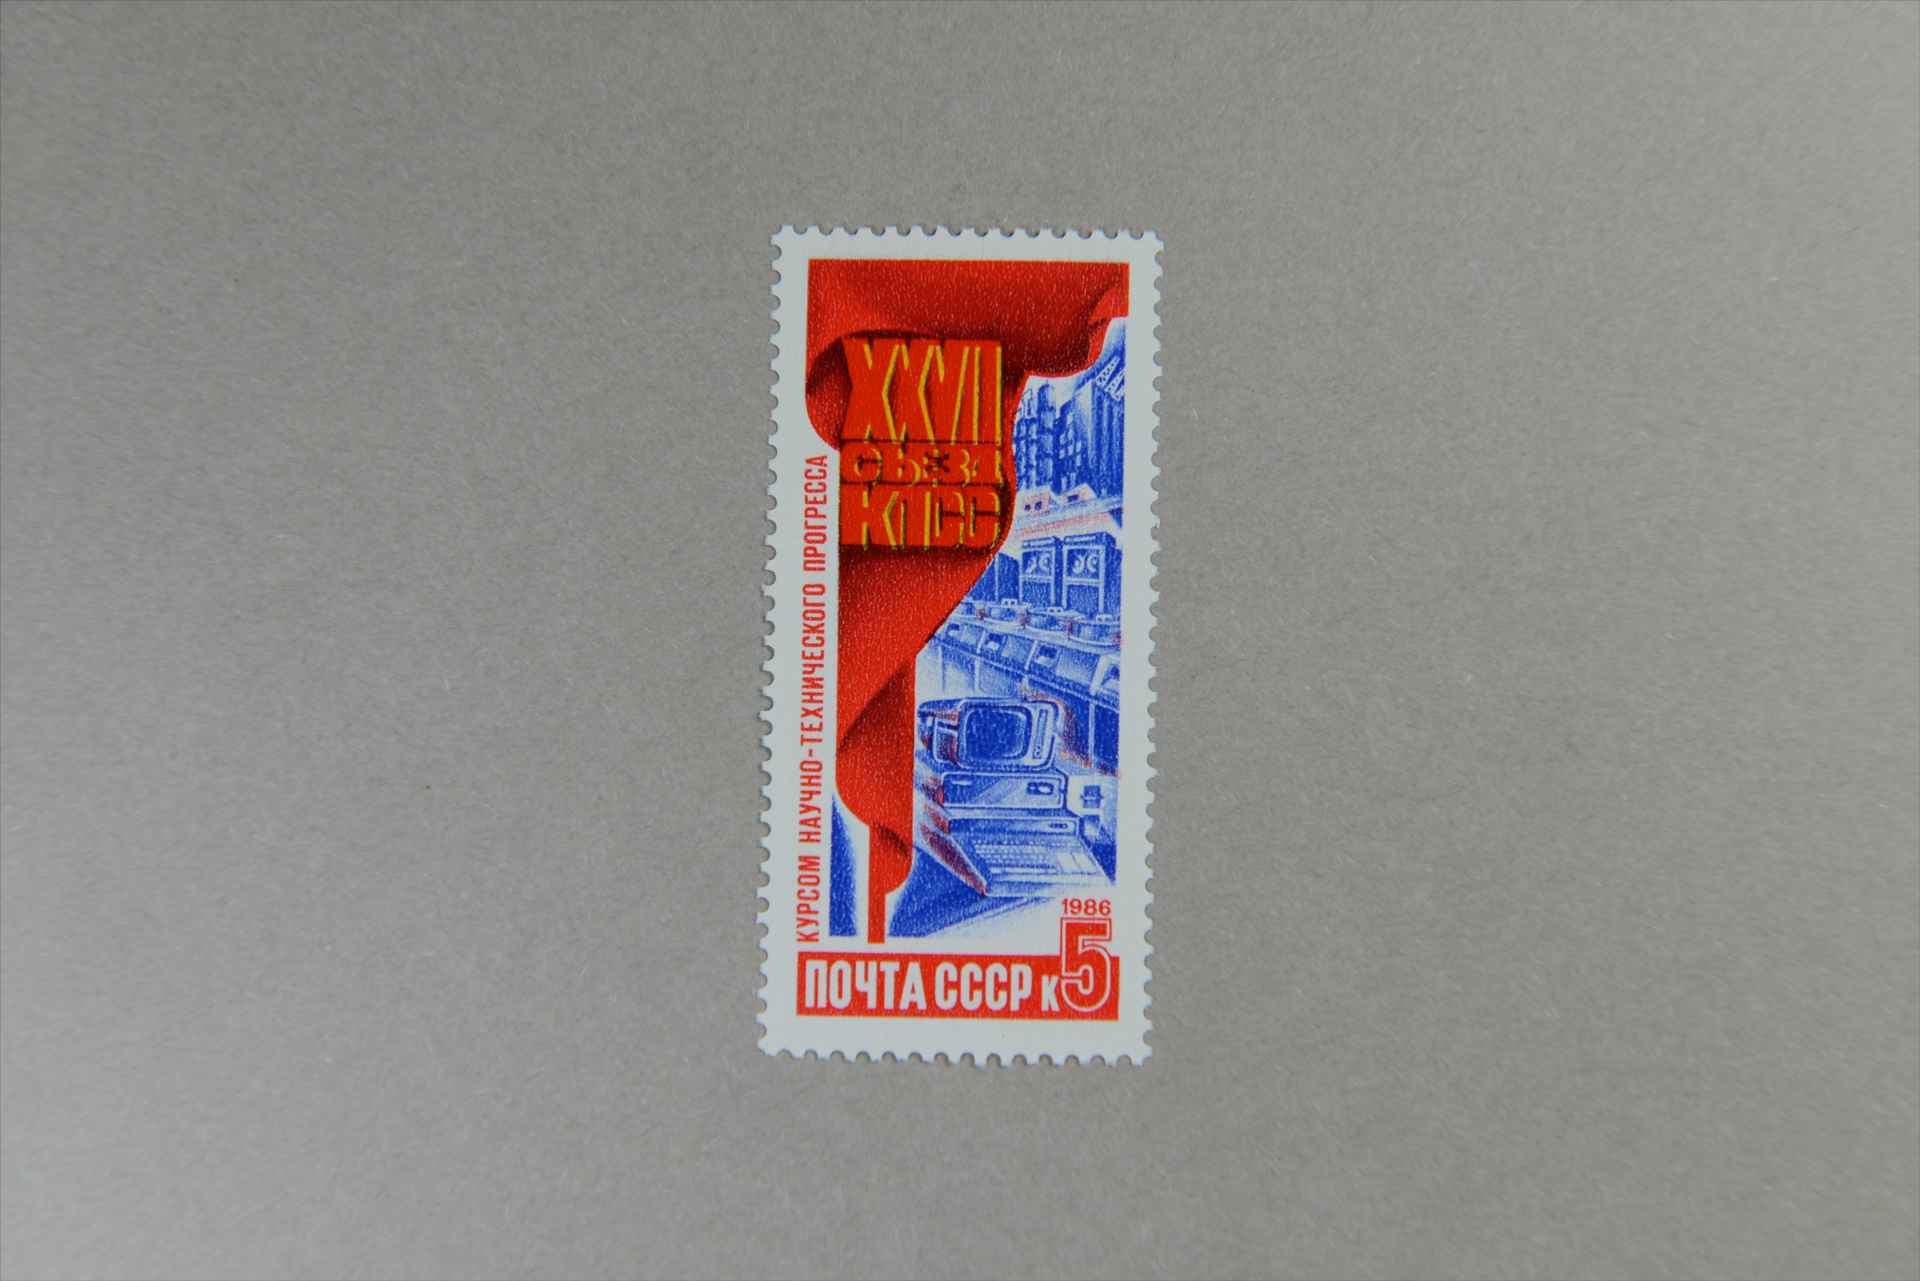 XXVII
СЪЕЗД
КПСС
КУРСОМ НАУЧНО-ТЕХНИЧЕСКОГО ПРОГРЕССА
1986
ПОЧТА СССР к5